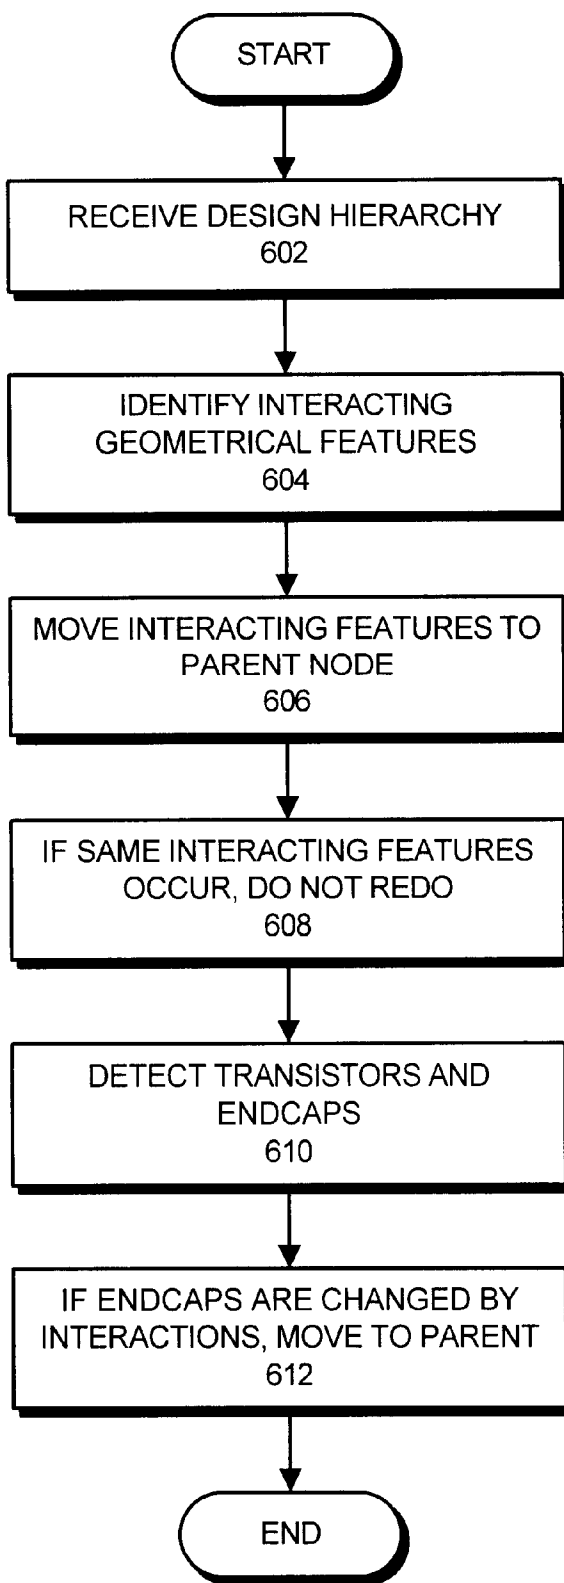 START
RECEIVE DESIGN HIERARCHY
602
IDENTIFY INTERACTING
GEOMETRICAL FEATURES
604
MOVE INTERACTING FEATURES TO
PARENT NODE
606
IF SAME INTERACTING FEATURES
OCCUR, DO NOT REDO
608
DETECT TRANSISTORS AND
ENDCAPS
610
IF ENDCAPS ARE CHANGED BY
INTERACTIONS, MOVE TO PARENT
612
END